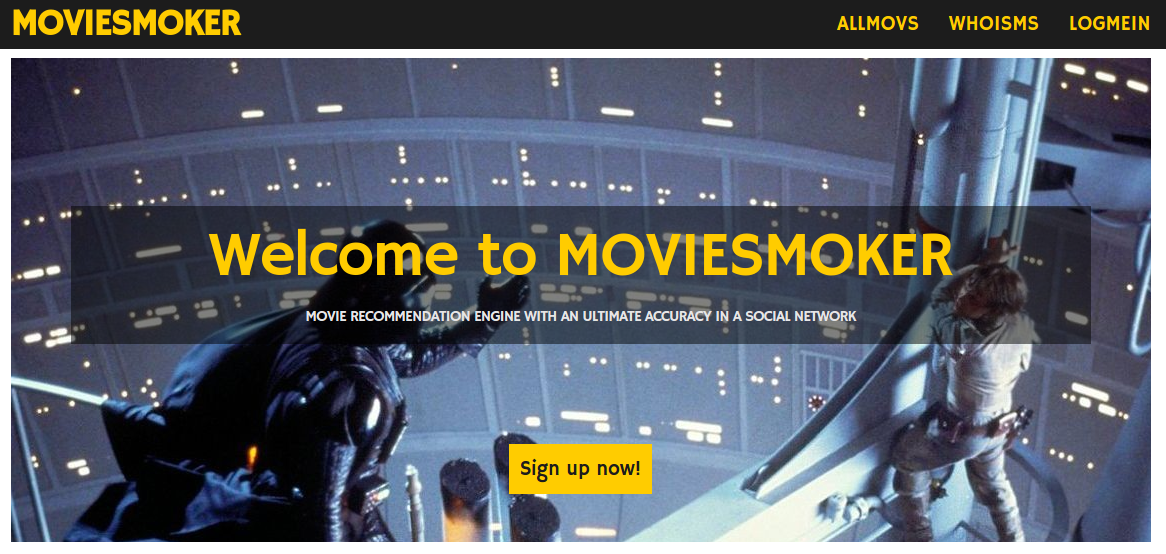 MOVIESMOKER
ALLMOVS WHOISMS LOGMEIN
Welcome to MOVIESMOKER
MOVIE RECOMMENDATION ENGINE WITH AN ULTIMATE ACCURACY IN A SOCIAL NETWORK
Sign up now!